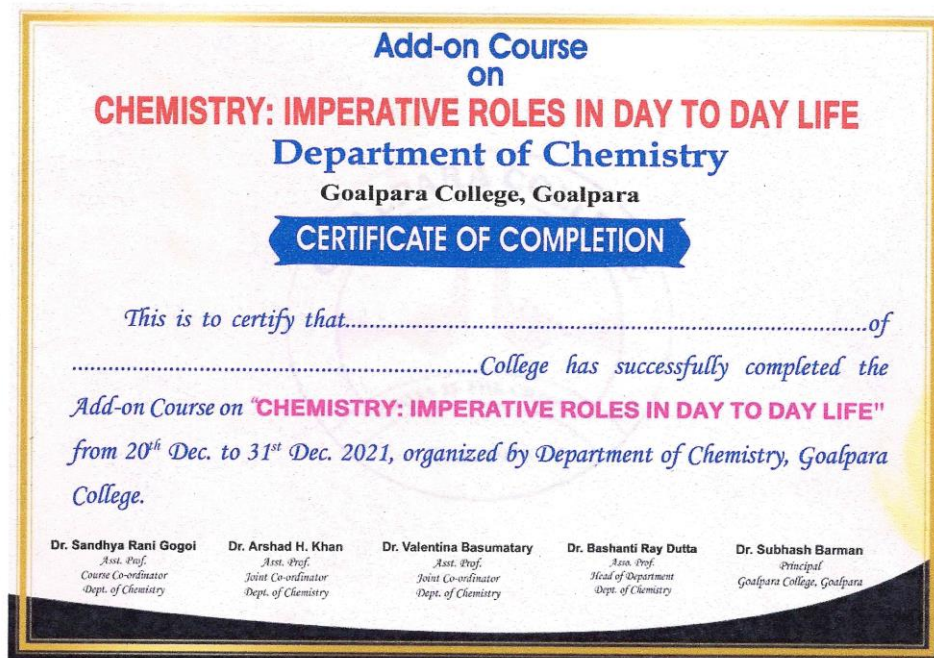 Add-on Course
on
CHEMISTRY: IMPERATIVE ROLES IN DAY TO DAY LIFE
Department of Chemistry
Goalpara College, Goalpara
CERTIFICATE OF COMPLETION
This is to certify that..........................................................................................of
......................................................................College has successfully completed the
Add-on Course on "CHEMISTRY: IMPERATIVE ROLES IN DAY TO DAY LIFE"
from 20th Dec. to 31st Dec. 2021, organized by Department of Chemistry, Goalpara
College.
Dr. Sandhya Rani Gogoi
Asst. Prof.
Course Co-ordinator
Dept. of Chemistry
Dr. Arshad H. Khan
Asst. Prof.
Joint Co-ordinator
Dept. of Chemistry
Dr. Valentina Basumatary
Asst. Prof.
Joint Co-ordinator
Dept. of Chemistry
Dr. Bashanti Ray Dutta
Asso. Prof.
Head of Department
Dept. of Chemistry
Dr. Subhash Barman
Principal
Goalpara College, Goalpara